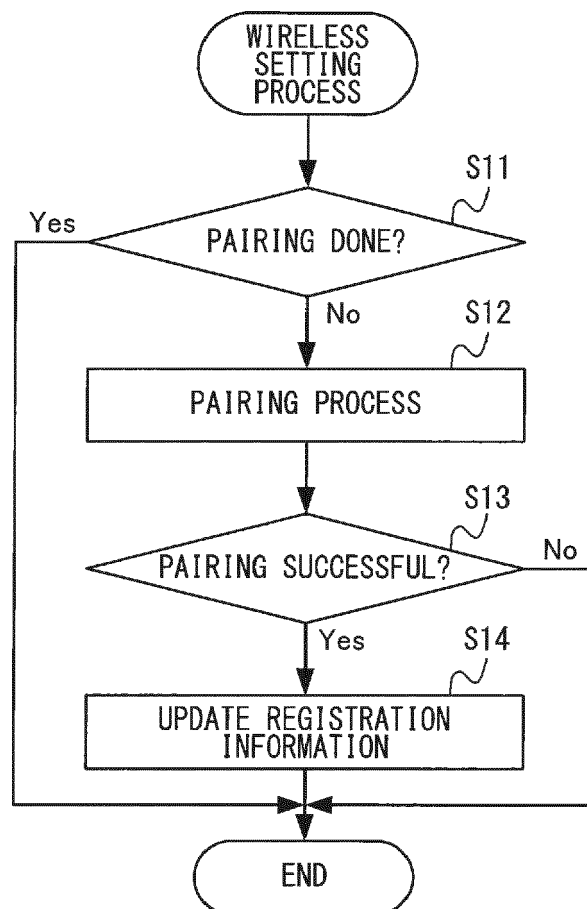 WIRELESS
SETTING
PROCESS
S11
Yes
PAIRING DONE?
No
S12
PAIRING PROCESS
S13
PAIRING SUCCESSFUL?
No
Yes
S14
UPDATE REGISTRATION
INFORMATION
END